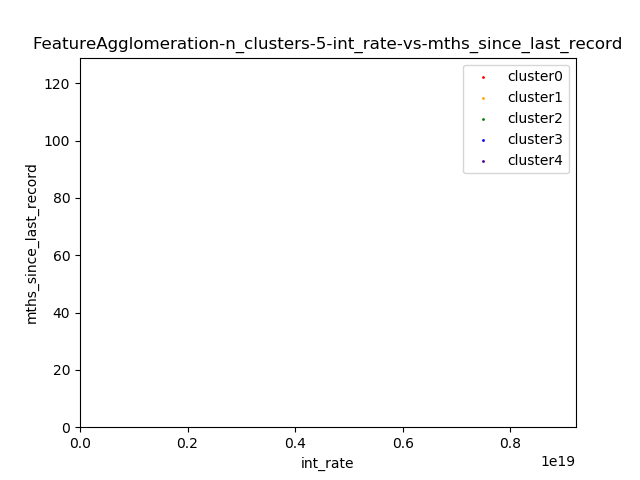 FeatureAgglomeration-n_clusters-5-int_rate-vs-mths_since_last_record
cluster0
cluster1
cluster2
cluster3
cluster4
120
100
80
60
40
20
0
mths_since_last_record
0.0 0.2 0.4 0.6 0.8
1e19
int_rate